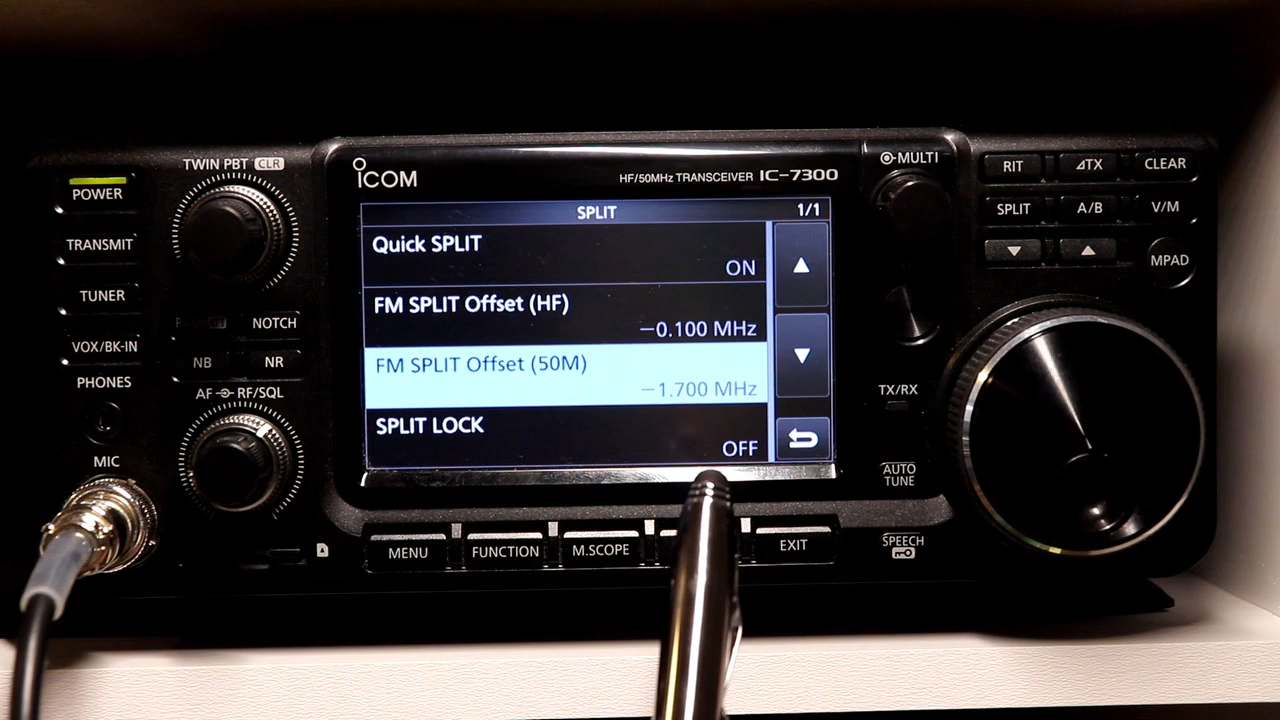 TWIN PBT CLR
POWER
TRANSMIT
TUNER
VOX/BK-IN
NOTCH
NB
NR
PHONES
AF RF/SQL
MIC
ICOM
HF/50MHz TRANSCEIVER IC-7300
SPLIT 1/1
Quick SPLIT
ON
FM SPLIT Offset (HF)
−0.100 MHz
FM SPLIT Offset (50M)
−1.700 MHz
SPLIT LOCK
OFF
MENU
FUNCTION
M.SCOPE
EXIT
MULTI
RIT
⊿TX
CLEAR
SPLIT
A/B
V/M
MPAD
TX/RX
AUTO
TUNE
SPEECH